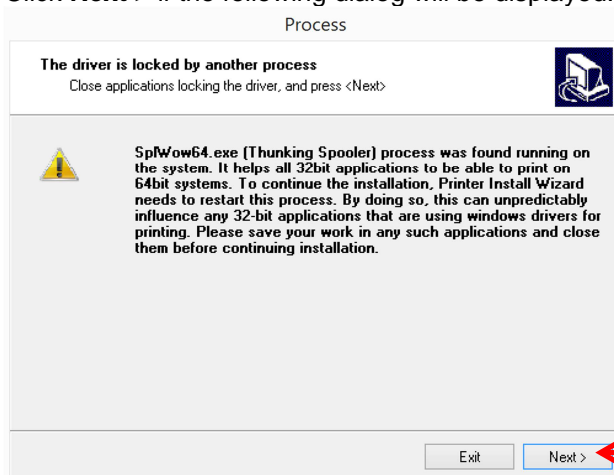 Click Next > if the following dialog will be displayed.
Process
The driver is locked by another process
Close applications locking the driver, and press <Next>
SplWow64.exe (Thunking Spooler) process was found running on
the system. It helps all 32bit applications to be able to print on
64bit systems. To continue the installation, Printer Install Wizard
needs to restart this process. By doing so, this can unpredictably
influence any 32-bit applications that are using windows drivers for
printing. Please save your work in any such applications and close
them before continuing installation.
Exit
Next >